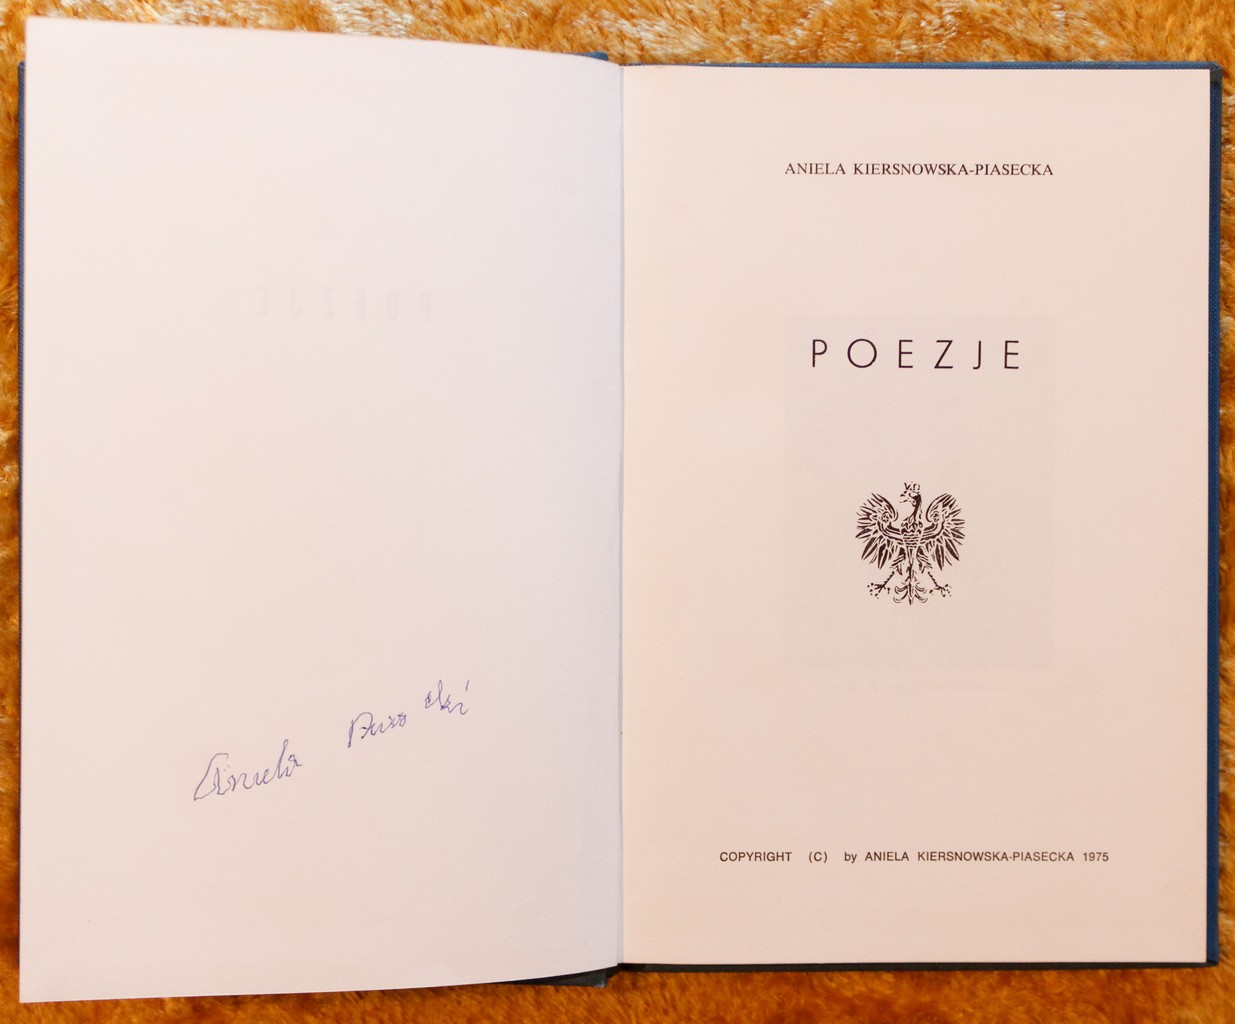 Aniela
ANIELA KIERSNOWSKA-PIASECKA
POEZJE
COPYRIGHT (C) by ANIELA KIERSNOWSKA-PIASECKA 1975